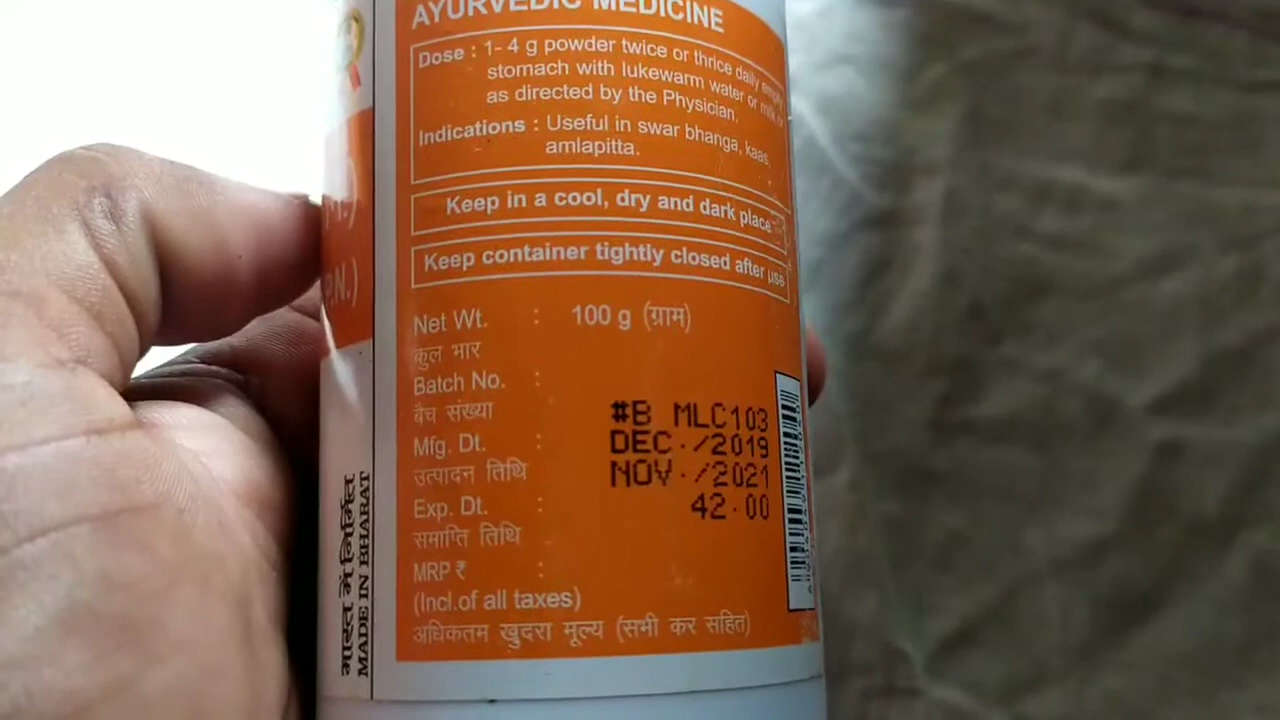 AYURVEDIC MEDICINE
Dose : 1- 4 g powder twice or thrice daily empty
stomach with lukewarm water or milk or
as directed by the Physician.
Indications : Useful in swar bhanga, kaas,
amlapitta.
Keep in a cool, dry and dark place
Keep container tightly closed after use
Net Wt. : 100 g (ग्राम)
कुल भार
Batch No. :
बैच संख्या
#B MLC103
Mfg. Dt. : DEC./2019
उत्पादन तिथि
NOV./2021
Exp. Dt. : 42.00
समाप्ति तिथि
MRP ₹ :
(Incl.of all taxes)
अधिकतम खुदरा मूल्य (सभी कर सहित)
भारत में निर्मित
MADE IN BHARAT
P.N.)